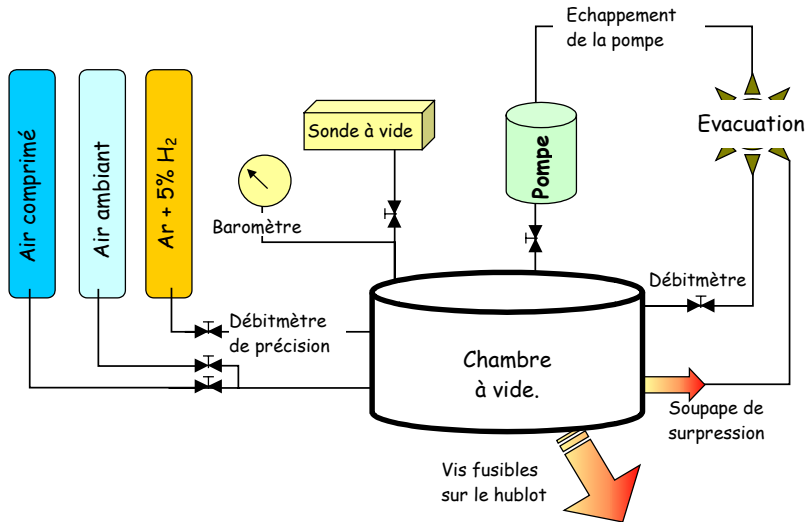 Echappement
de la pompe
Air comprimé
Air ambiant
Ar + 5% H₂
Sonde à vide
Pompe
Evacuation
Baromètre
Débitmètre
Débitmètre
de précision
Chambre
à vide.
Soupape de
surpression
Vis fusibles
sur le hublot